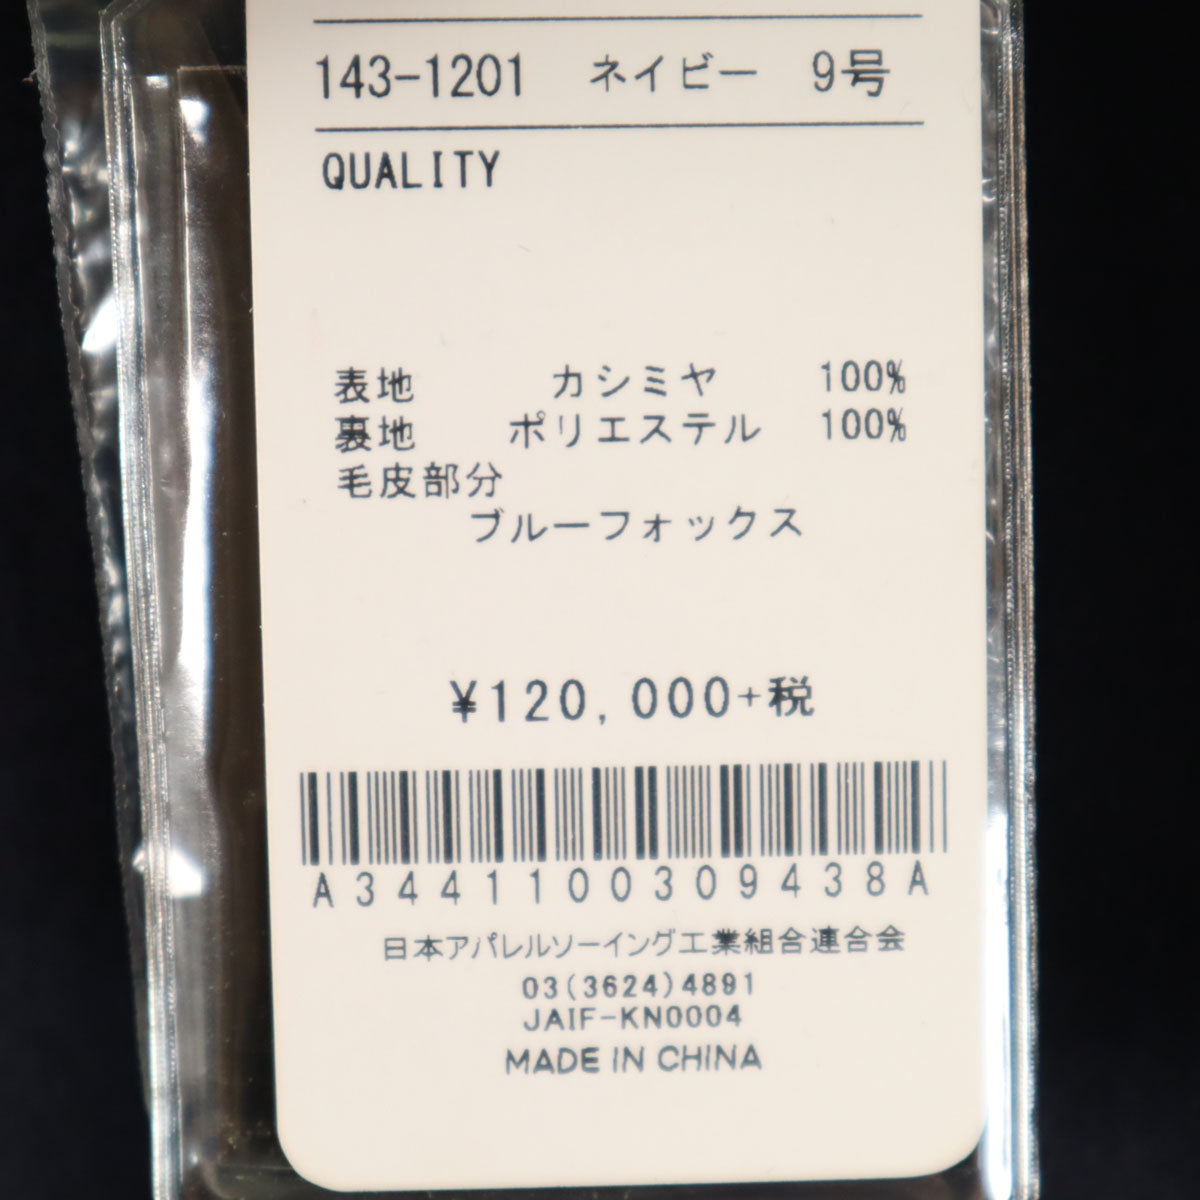 143-1201 ネイビー 9号
QUALITY
表地 カシミヤ 100%
裏地 ポリエステル 100%
毛皮部分
ブルーフォックス
¥120,000+税
A3441100309438A
日本アパレルソーイング工業組合連合会
03(3624)4891
JAIF-KN0004
MADE IN CHINA